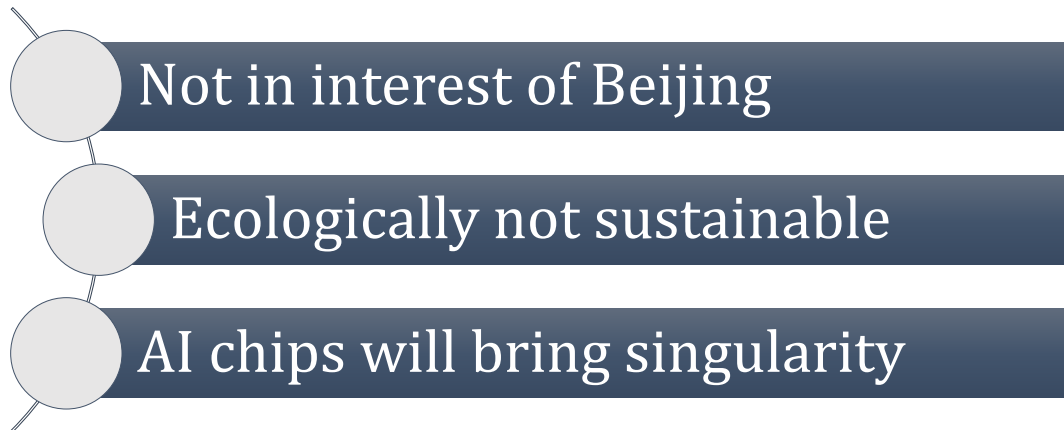 Not in interest of Beijing
Ecologically not sustainable
AI chips will bring singularity